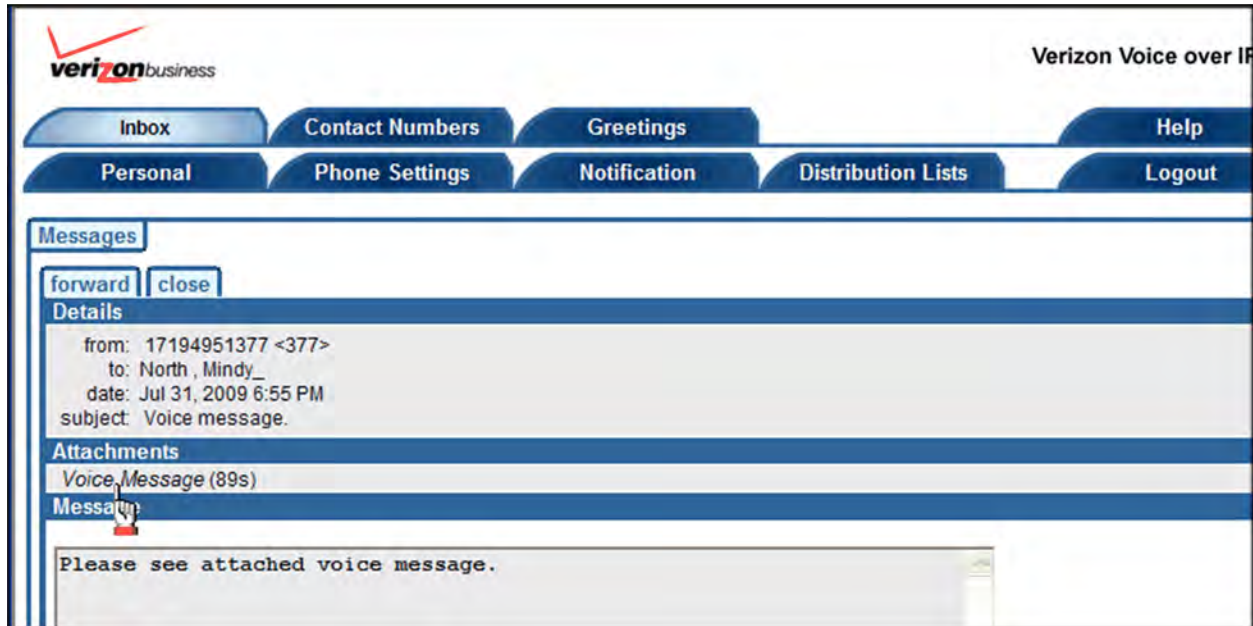 verizonbusiness
Verizon Voice over IP
Inbox Contact Numbers Greetings Help
Personal Phone Settings Notification Distribution Lists Logout
Messages
forward close
Details
from: 17194951377 <377>
to: North , Mindy_
date: Jul 31, 2009 6:55 PM
subject: Voice message.
Attachments
Voice Message (89s)
Message
Please see attached voice message.